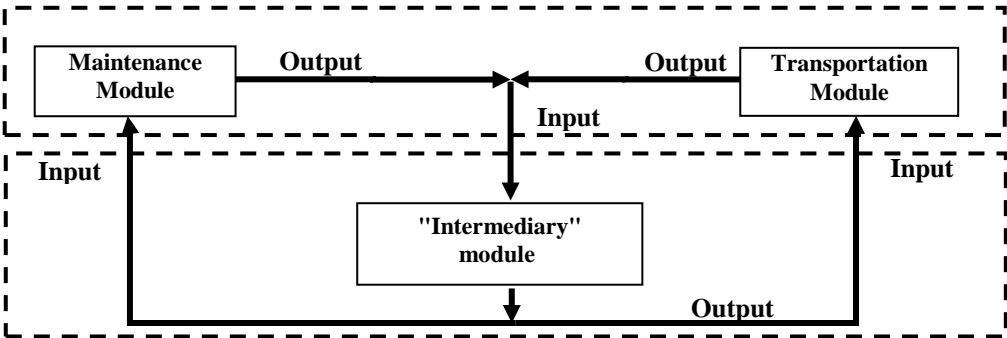 Maintenance
Module
Output
Output
Transportation
Module
Input
Input
Input
"Intermediary"
module
Output